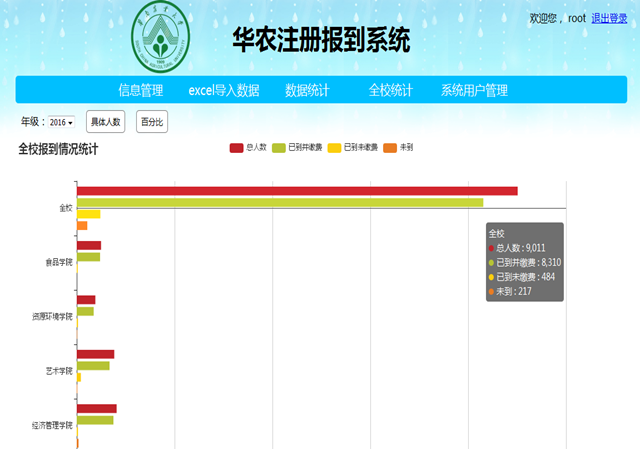 欢迎您， root 退出登录
华农注册报到系统
信息管理 excel导入数据 数据统计 全校统计 系统用户管理
年级：2016 具体人数 百分比
全校报到情况统计
总人数 已到并缴费 已到未缴费 未到
全校
全校
总人数 : 9,011
已到并缴费 : 8,310
已到未缴费 : 484
未到 : 217
食品学院
资源环境学院
艺术学院
经济管理学院